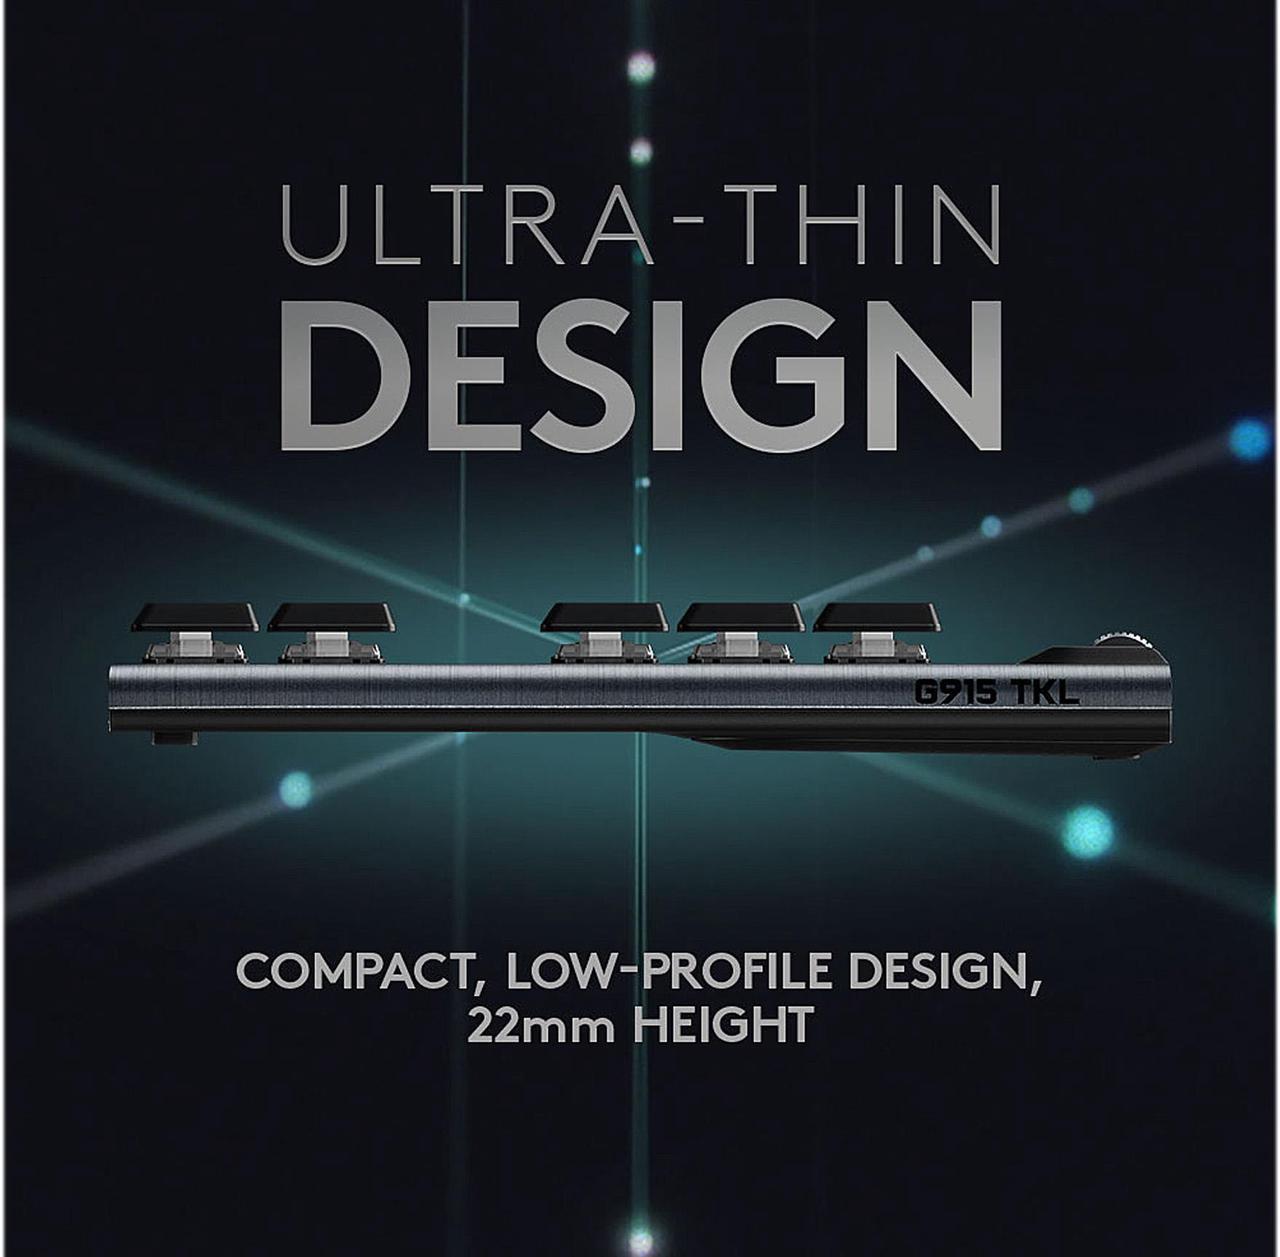 ULTRA-THIN
DESIGN
G915 TKL
COMPACT, LOW-PROFILE DESIGN,
22mm HEIGHT